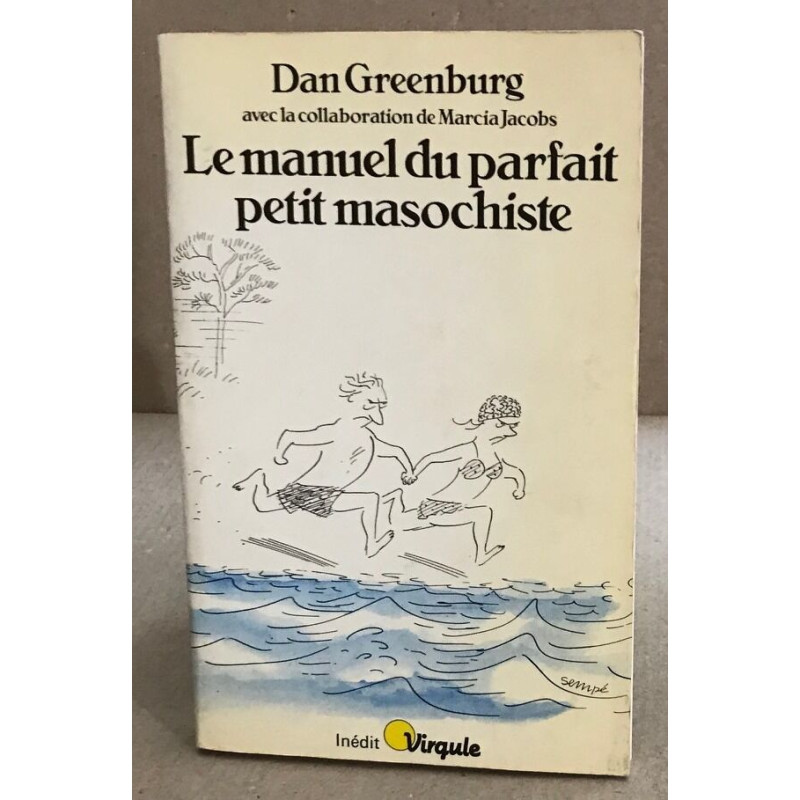 Dan Greenburg
avec la collaboration de Marcia Jacobs
Le manuel du parfait
petit masochiste
sempé
Inédit Virgule